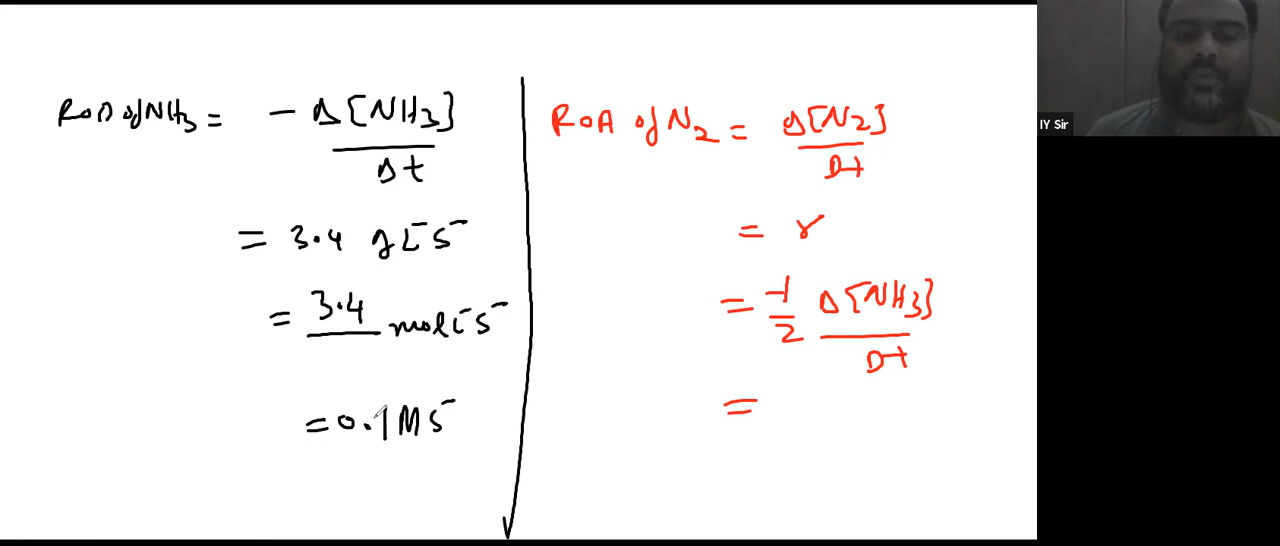 RoD of NH3 = - Δ[NH3]
Δt
= 3.4 gL⁻S⁻
= 3.4 mol L⁻S⁻
= 0.1 M S⁻
RoA of N2 = Δ[N2]
Δt
= r
= -1/2 Δ[NH3]
Δt
=
IY Sir